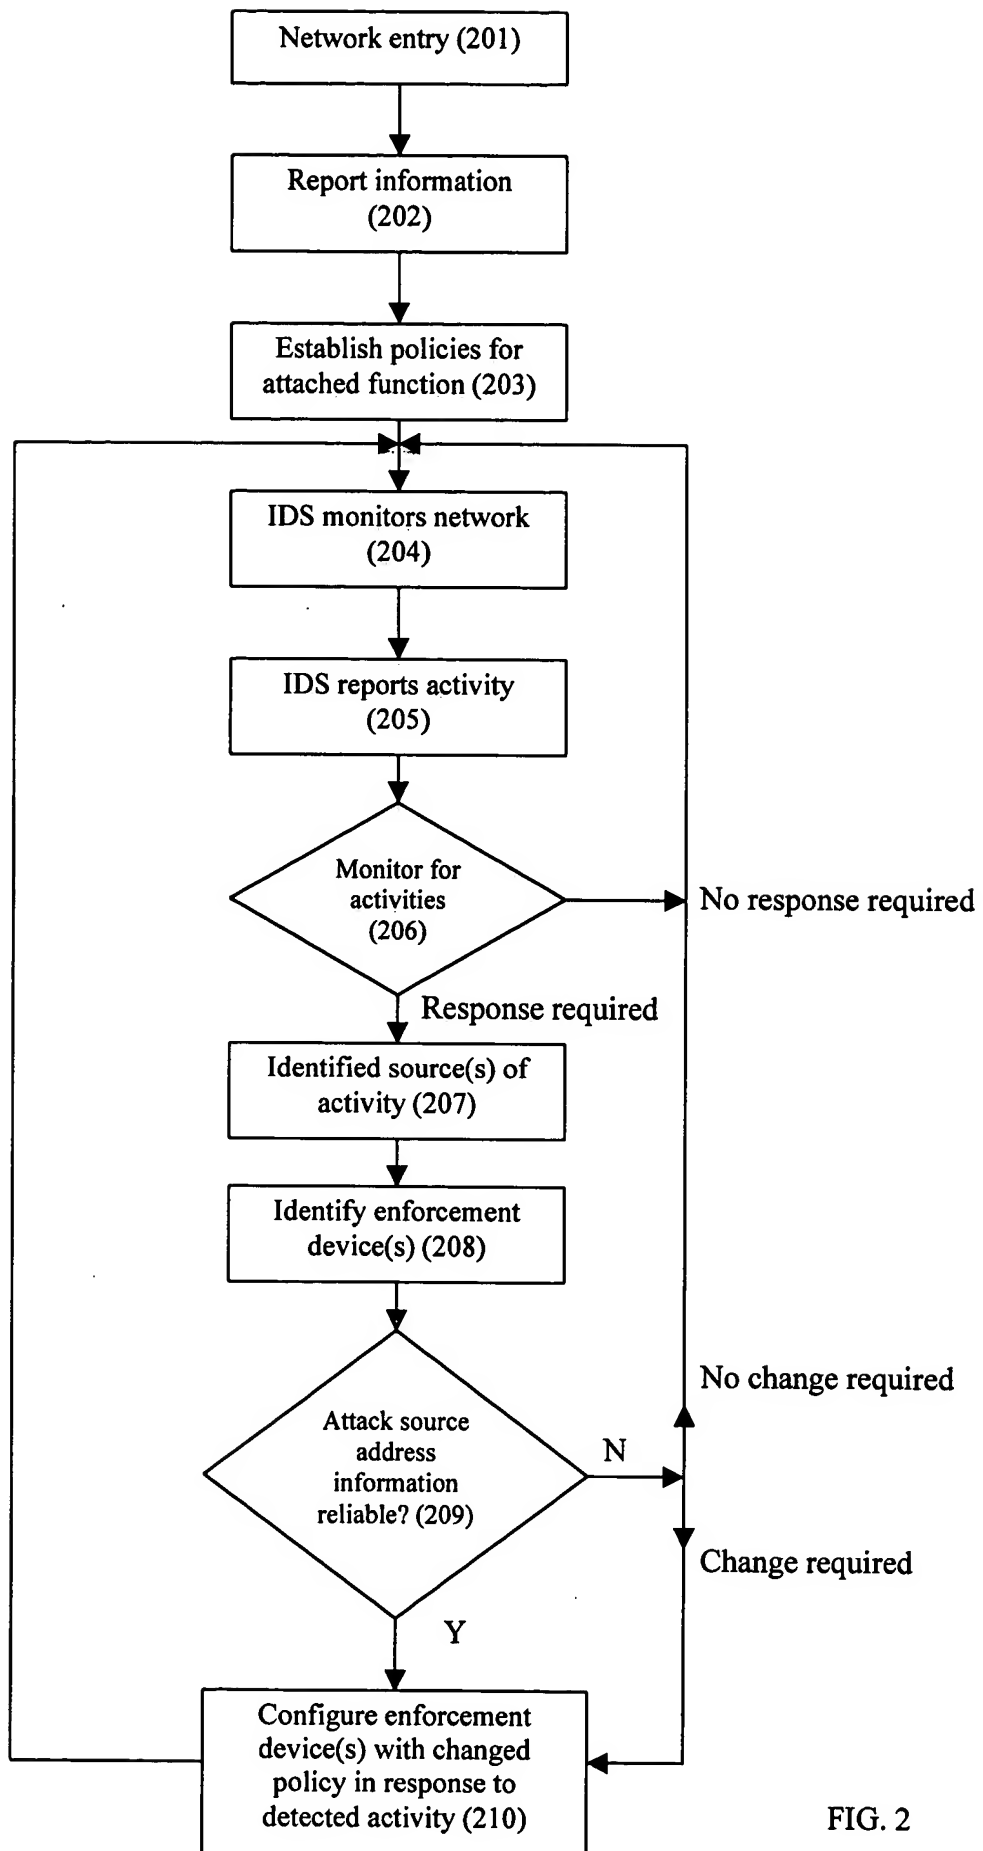 Network entry (201)
Report information
(202)
Establish policies for
attached function (203)
IDS monitors network
(204)
IDS reports activity
(205)
Monitor for
activities
(206)
No response required
Response required
Identified source(s) of
activity (207)
Identify enforcement
device(s) (208)
No change required
Attack source
address
information
reliable? (209)
N
Change required
Y
Configure enforcement
device(s) with changed
policy in response to
detected activity (210)
FIG. 2